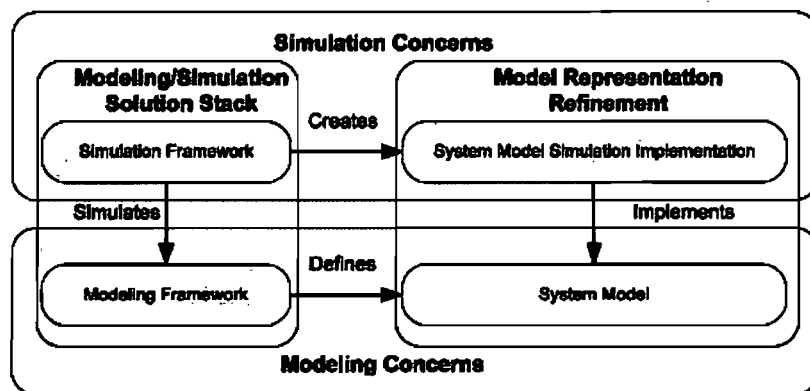 Simulation Concerns
Modeling/Simulation
Solution Stack
Model Representation
Refinement
Creates
Simulation Framework
System Model Simulation Implementation
Simulates
Implements
Defines
Modeling Framework
System Model
Modeling Concerns